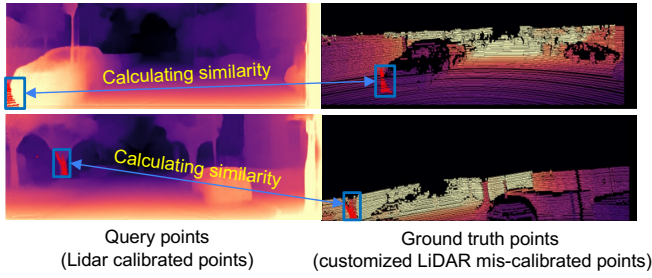 Calculating similarity
Calculating similarity
Query points
(Lidar calibrated points)
Ground truth points
(customized LiDAR mis-calibrated points)